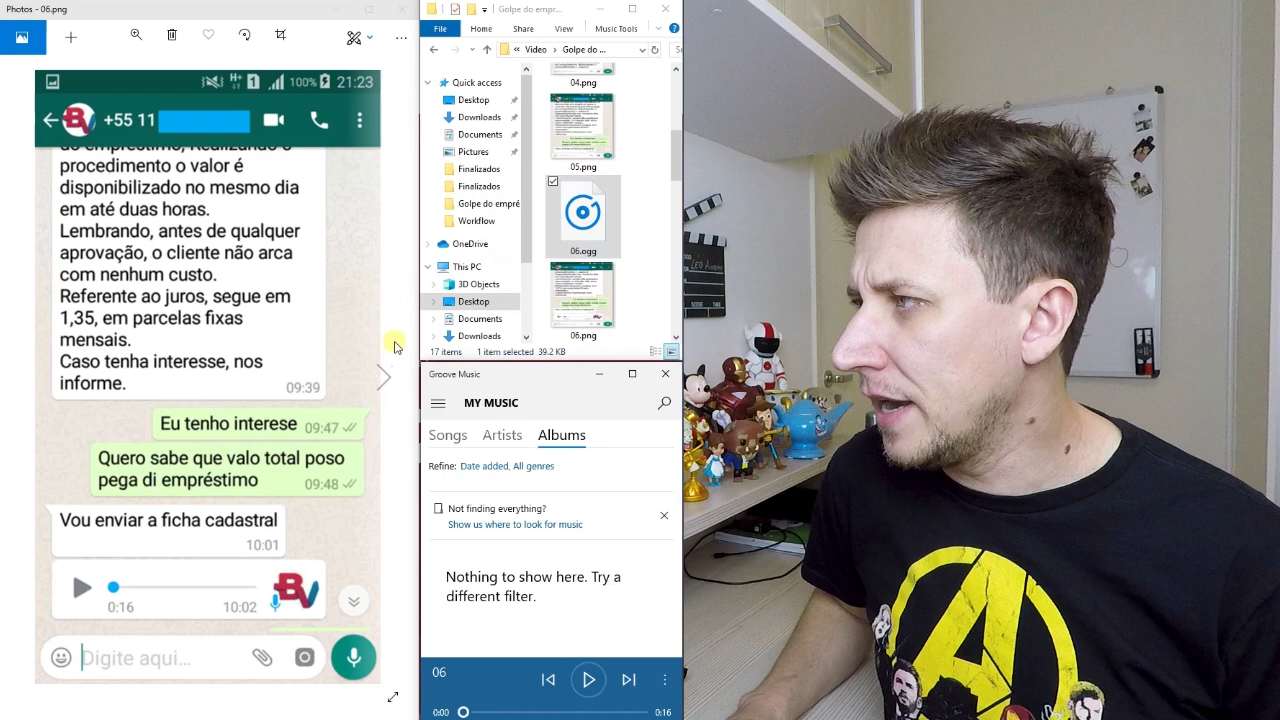 Photos - 06.png
100% 21:23
+55 11
procedimento o valor é
disponibilizado no mesmo dia
em até duas horas.
Lembrando, antes de qualquer
aprovação, o cliente não arca
com nenhum custo.
Referente ao juros, segue em
1,35, em parcelas fixas
mensais.
Caso tenha interesse, nos
informe.
09:39
Eu tenho interese 09:47
Quero sabe que valo total poso
pega di empréstimo 09:48
Vou enviar a ficha cadastral
10:01
0:16 10:02
BV
Digite aqui...
Golpe do empr...
File Home Share View Music Tools
« Video › Golpe do ...
Quick access
Desktop
Downloads
Documents
Pictures
Finalizados
Finalizados
Golpe do empré
Workflow
OneDrive
This PC
3D Objects
Desktop
Documents
Downloads
04.png
05.png
06.ogg
06.png
17 items 1 item selected 39.2 KB
Groove Music
MY MUSIC
Songs Artists Albums
Refine: Date added, All genres
Not finding everything?
Show us where to look for music
Nothing to show here. Try a
different filter.
06
0:00 0:16